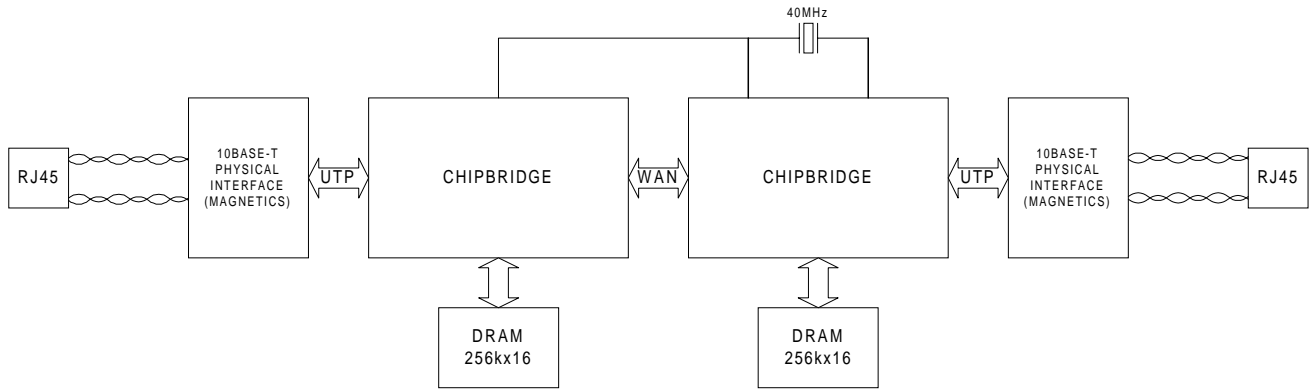 40MHz
RJ45
10BASE-T
PHYSICAL
INTERFACE
(MAGNETICS)
UTP
CHIPBRIDGE
WAN
CHIPBRIDGE
UTP
10BASE-T
PHYSICAL
INTERFACE
(MAGNETICS)
RJ45
DRAM
256kx16
DRAM
256kx16